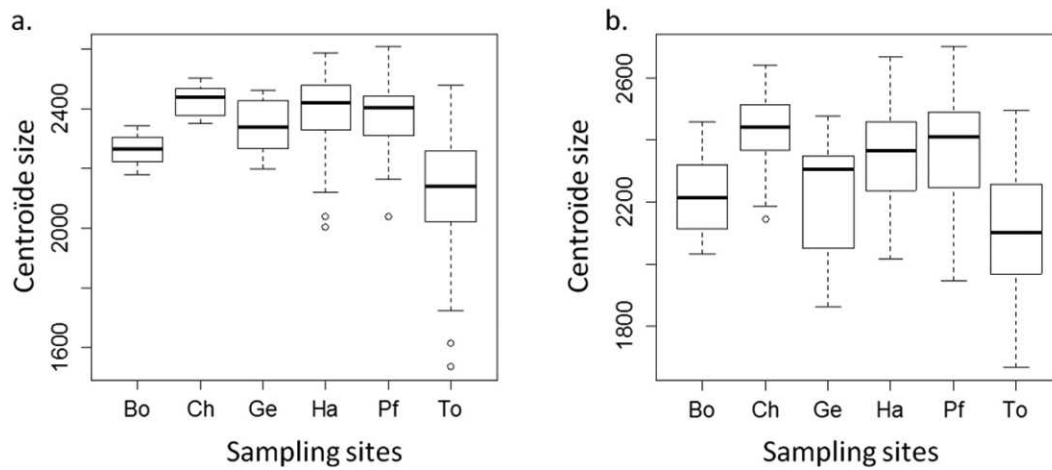 a.
Centroïde size
2400
2000
1600
Bo Ch Ge Ha Pf To
Sampling sites
b.
Centroïde size
2600
2200
1800
Bo Ch Ge Ha Pf To
Sampling sites